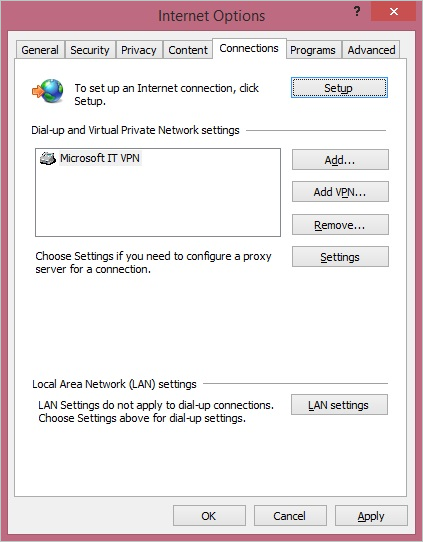 Internet Options
?
General Security Privacy Content Connections Programs Advanced
To set up an Internet connection, click
Setup.
Setup
Dial-up and Virtual Private Network settings
Microsoft IT VPN
Add...
Add VPN...
Remove...
Choose Settings if you need to configure a proxy
server for a connection.
Settings
Local Area Network (LAN) settings
LAN Settings do not apply to dial-up connections.
Choose Settings above for dial-up settings.
LAN settings
OK Cancel Apply